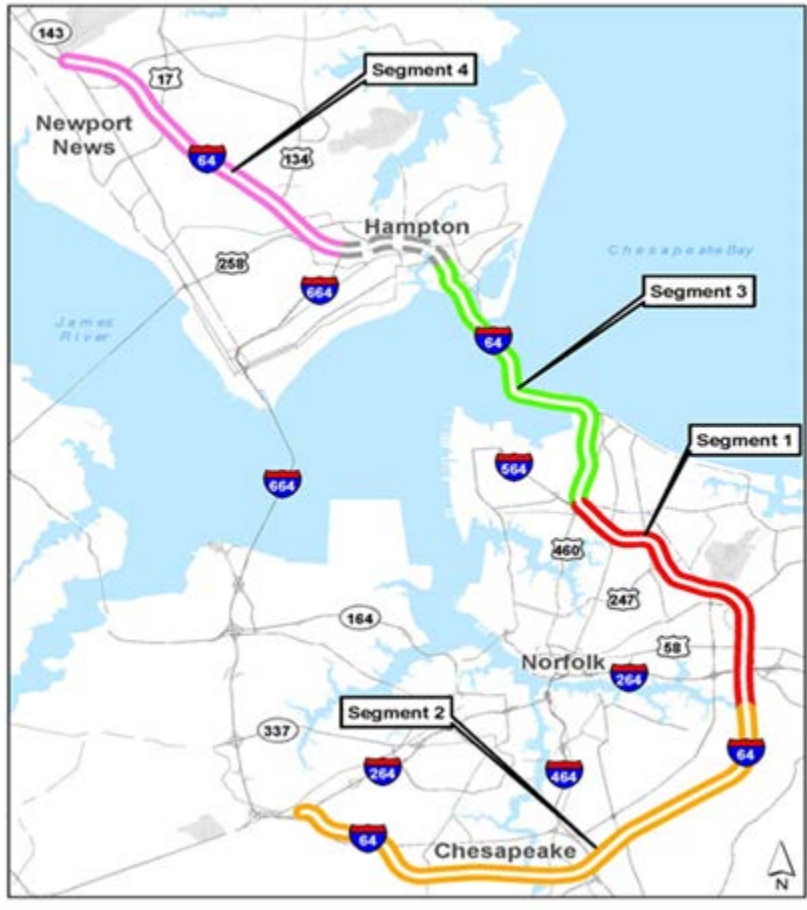 143
17
Segment 4
Newport
News
64
134
Hampton
Chesapeake Bay
258
664
Segment 3
James
River
64
Segment 1
564
664
460
247
164
58
Norfolk
264
Segment 2
337
64
264
464
64
Chesapeake
N